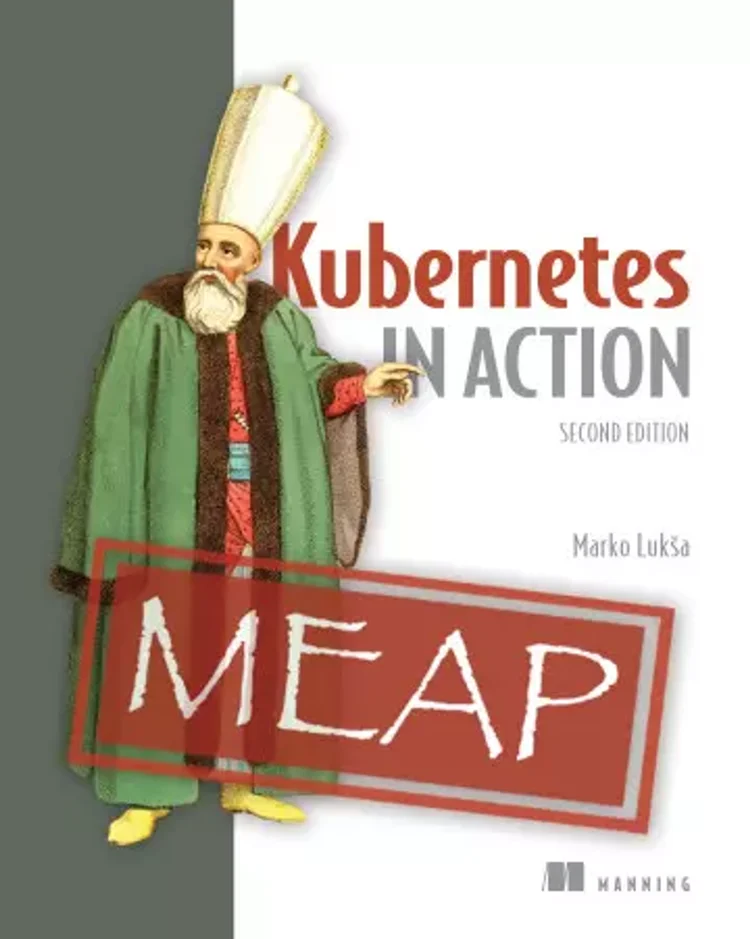 Kubernetes
IN ACTION
SECOND EDITION
Marko Lukša
MEAP
MANNING